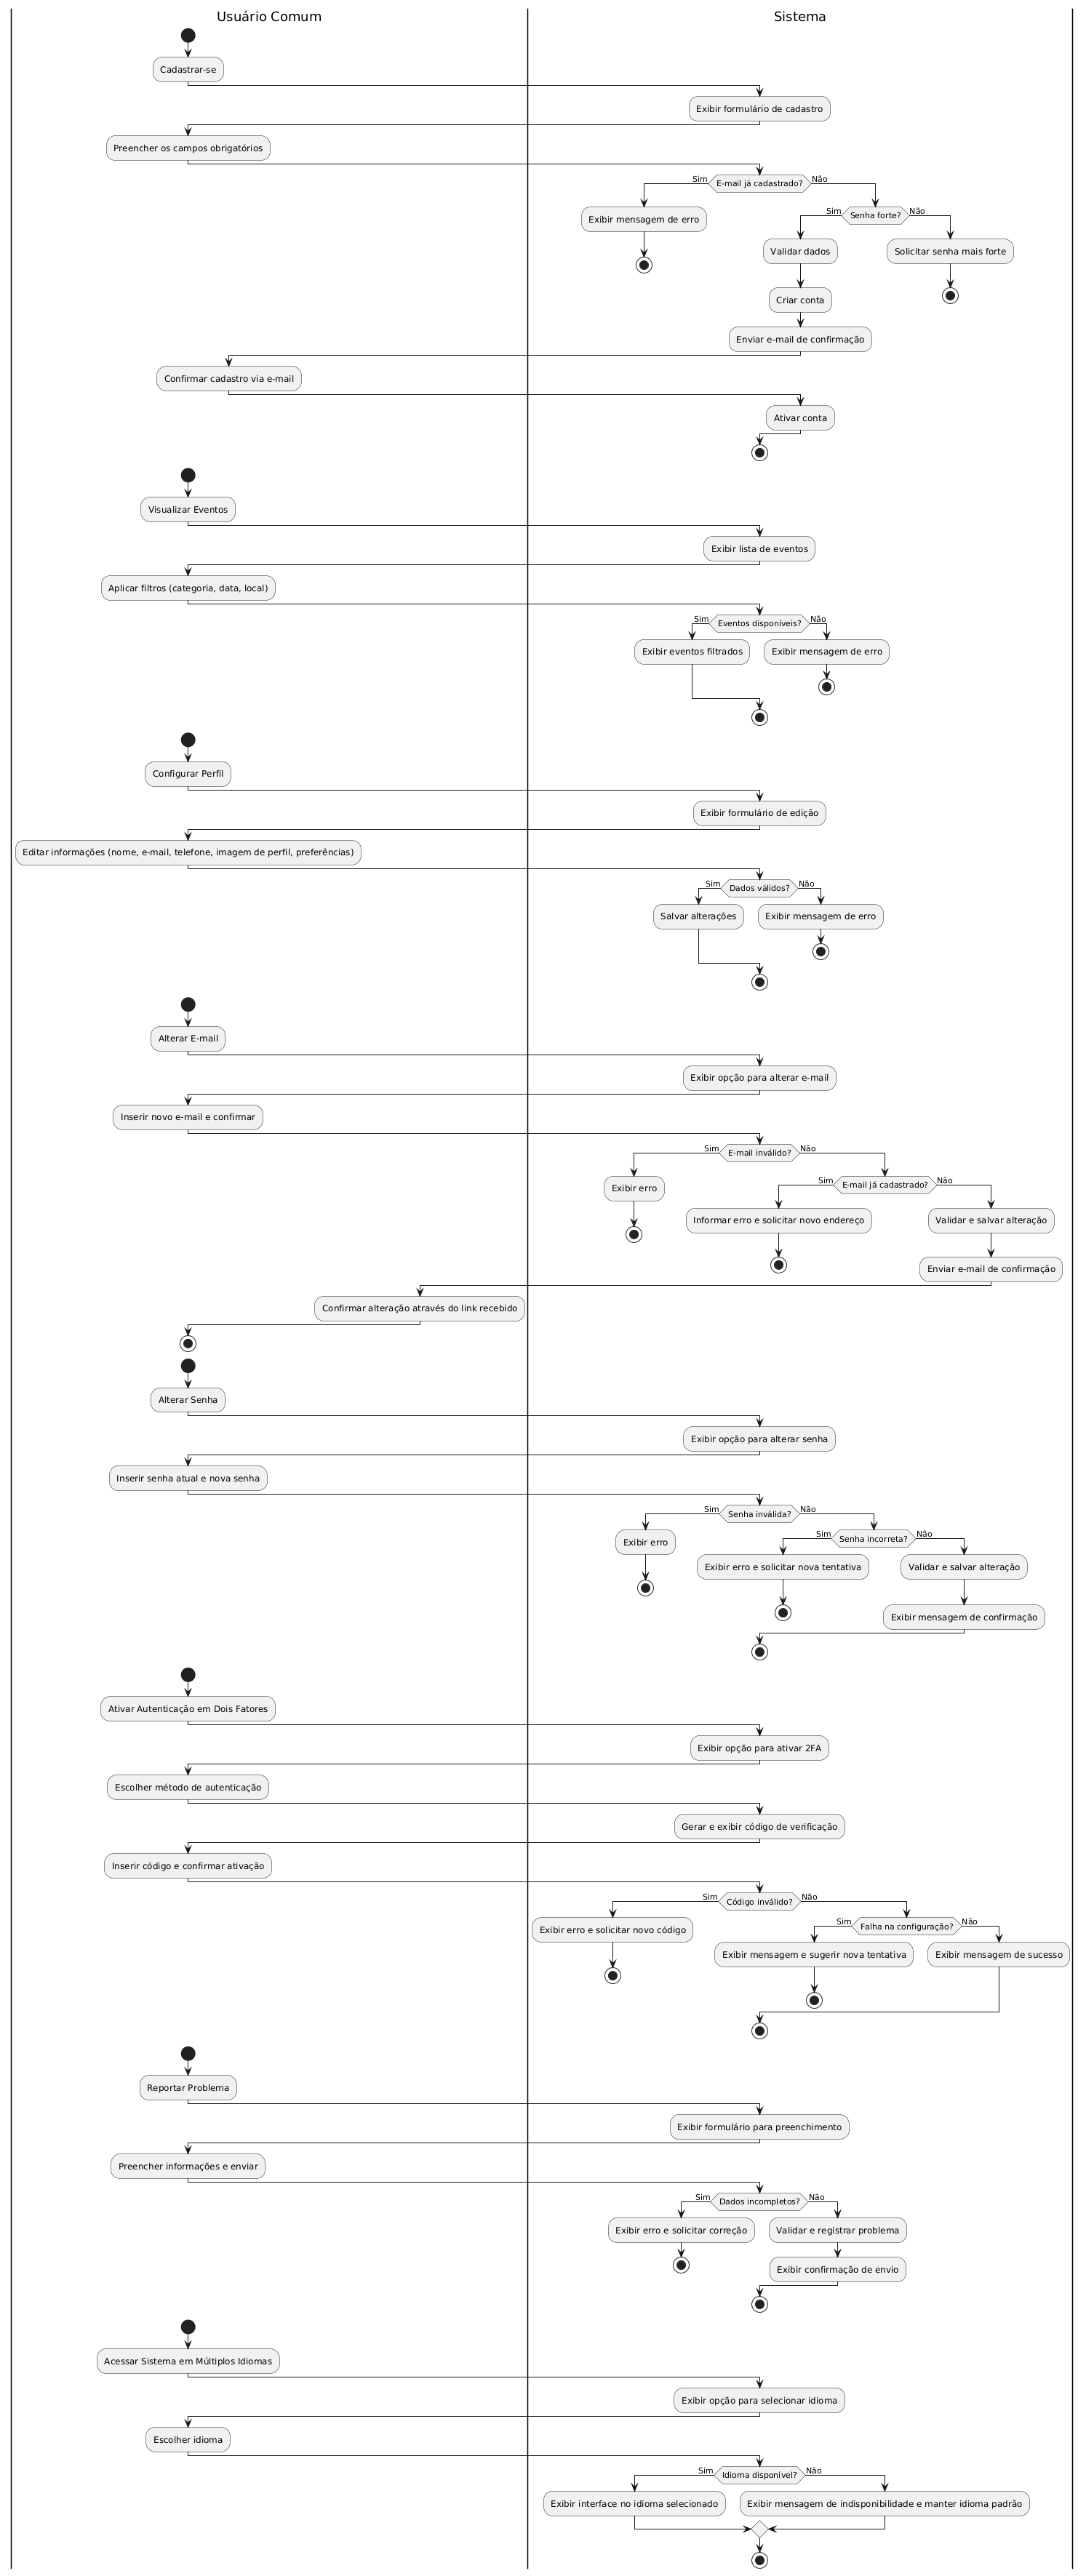 Usuário Comum
Sistema
Cadastrar-se
Exibir formulário de cadastro
Preencher os campos obrigatórios
Sim
E-mail já cadastrado?
Não
Exibir mensagem de erro
Sim
Senha forte?
Não
Validar dados
Solicitar senha mais forte
Criar conta
Enviar e-mail de confirmação
Confirmar cadastro via e-mail
Ativar conta
Visualizar Eventos
Exibir lista de eventos
Aplicar filtros (categoria, data, local)
Sim
Eventos disponíveis?
Não
Exibir eventos filtrados
Exibir mensagem de erro
Configurar Perfil
Exibir formulário de edição
Editar informações (nome, e-mail, telefone, imagem de perfil, preferências)
Sim
Dados válidos?
Não
Salvar alterações
Exibir mensagem de erro
Alterar E-mail
Exibir opção para alterar e-mail
Inserir novo e-mail e confirmar
Sim
E-mail inválido?
Não
Exibir erro
Sim
E-mail já cadastrado?
Não
Informar erro e solicitar novo endereço
Validar e salvar alteração
Enviar e-mail de confirmação
Confirmar alteração através do link recebido
Alterar Senha
Exibir opção para alterar senha
Inserir senha atual e nova senha
Sim
Senha inválida?
Não
Exibir erro
Sim
Senha incorreta?
Não
Exibir erro e solicitar nova tentativa
Validar e salvar alteração
Exibir mensagem de confirmação
Ativar Autenticação em Dois Fatores
Exibir opção para ativar 2FA
Escolher método de autenticação
Gerar e exibir código de verificação
Inserir código e confirmar ativação
Sim
Código inválido?
Não
Exibir erro e solicitar novo código
Sim
Falha na configuração?
Não
Exibir mensagem e sugerir nova tentativa
Exibir mensagem de sucesso
Reportar Problema
Exibir formulário para preenchimento
Preencher informações e enviar
Sim
Dados incompletos?
Não
Exibir erro e solicitar correção
Validar e registrar problema
Exibir confirmação de envio
Acessar Sistema em Múltiplos Idiomas
Exibir opção para selecionar idioma
Escolher idioma
Sim
Idioma disponível?
Não
Exibir interface no idioma selecionado
Exibir mensagem de indisponibilidade e manter idioma padrão